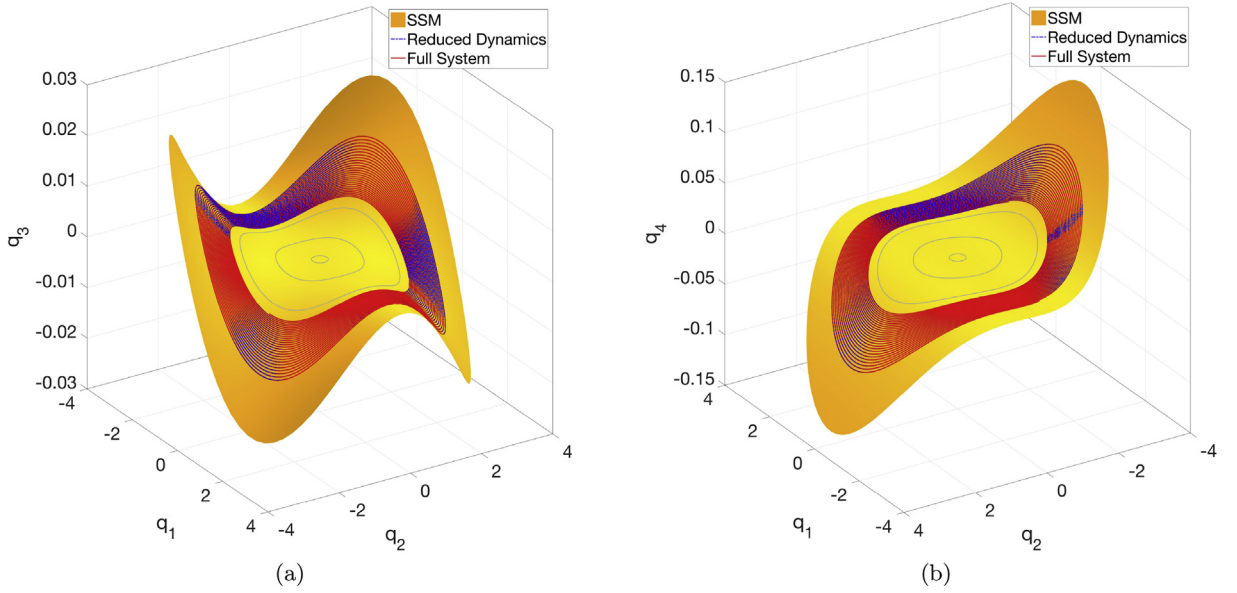 SSM
Reduced Dynamics
Full System
0.03
0.02
0.01
0
-0.01
-0.02
-0.03
q3
-4
-2
0
2
4
q1
-4
-2
0
2
4
q2
(a)
SSM
Reduced Dynamics
Full System
0.15
0.1
0.05
0
-0.05
-0.1
-0.15
q4
4
2
0
-2
-4
q1
4
2
0
-2
-4
q2
(b)